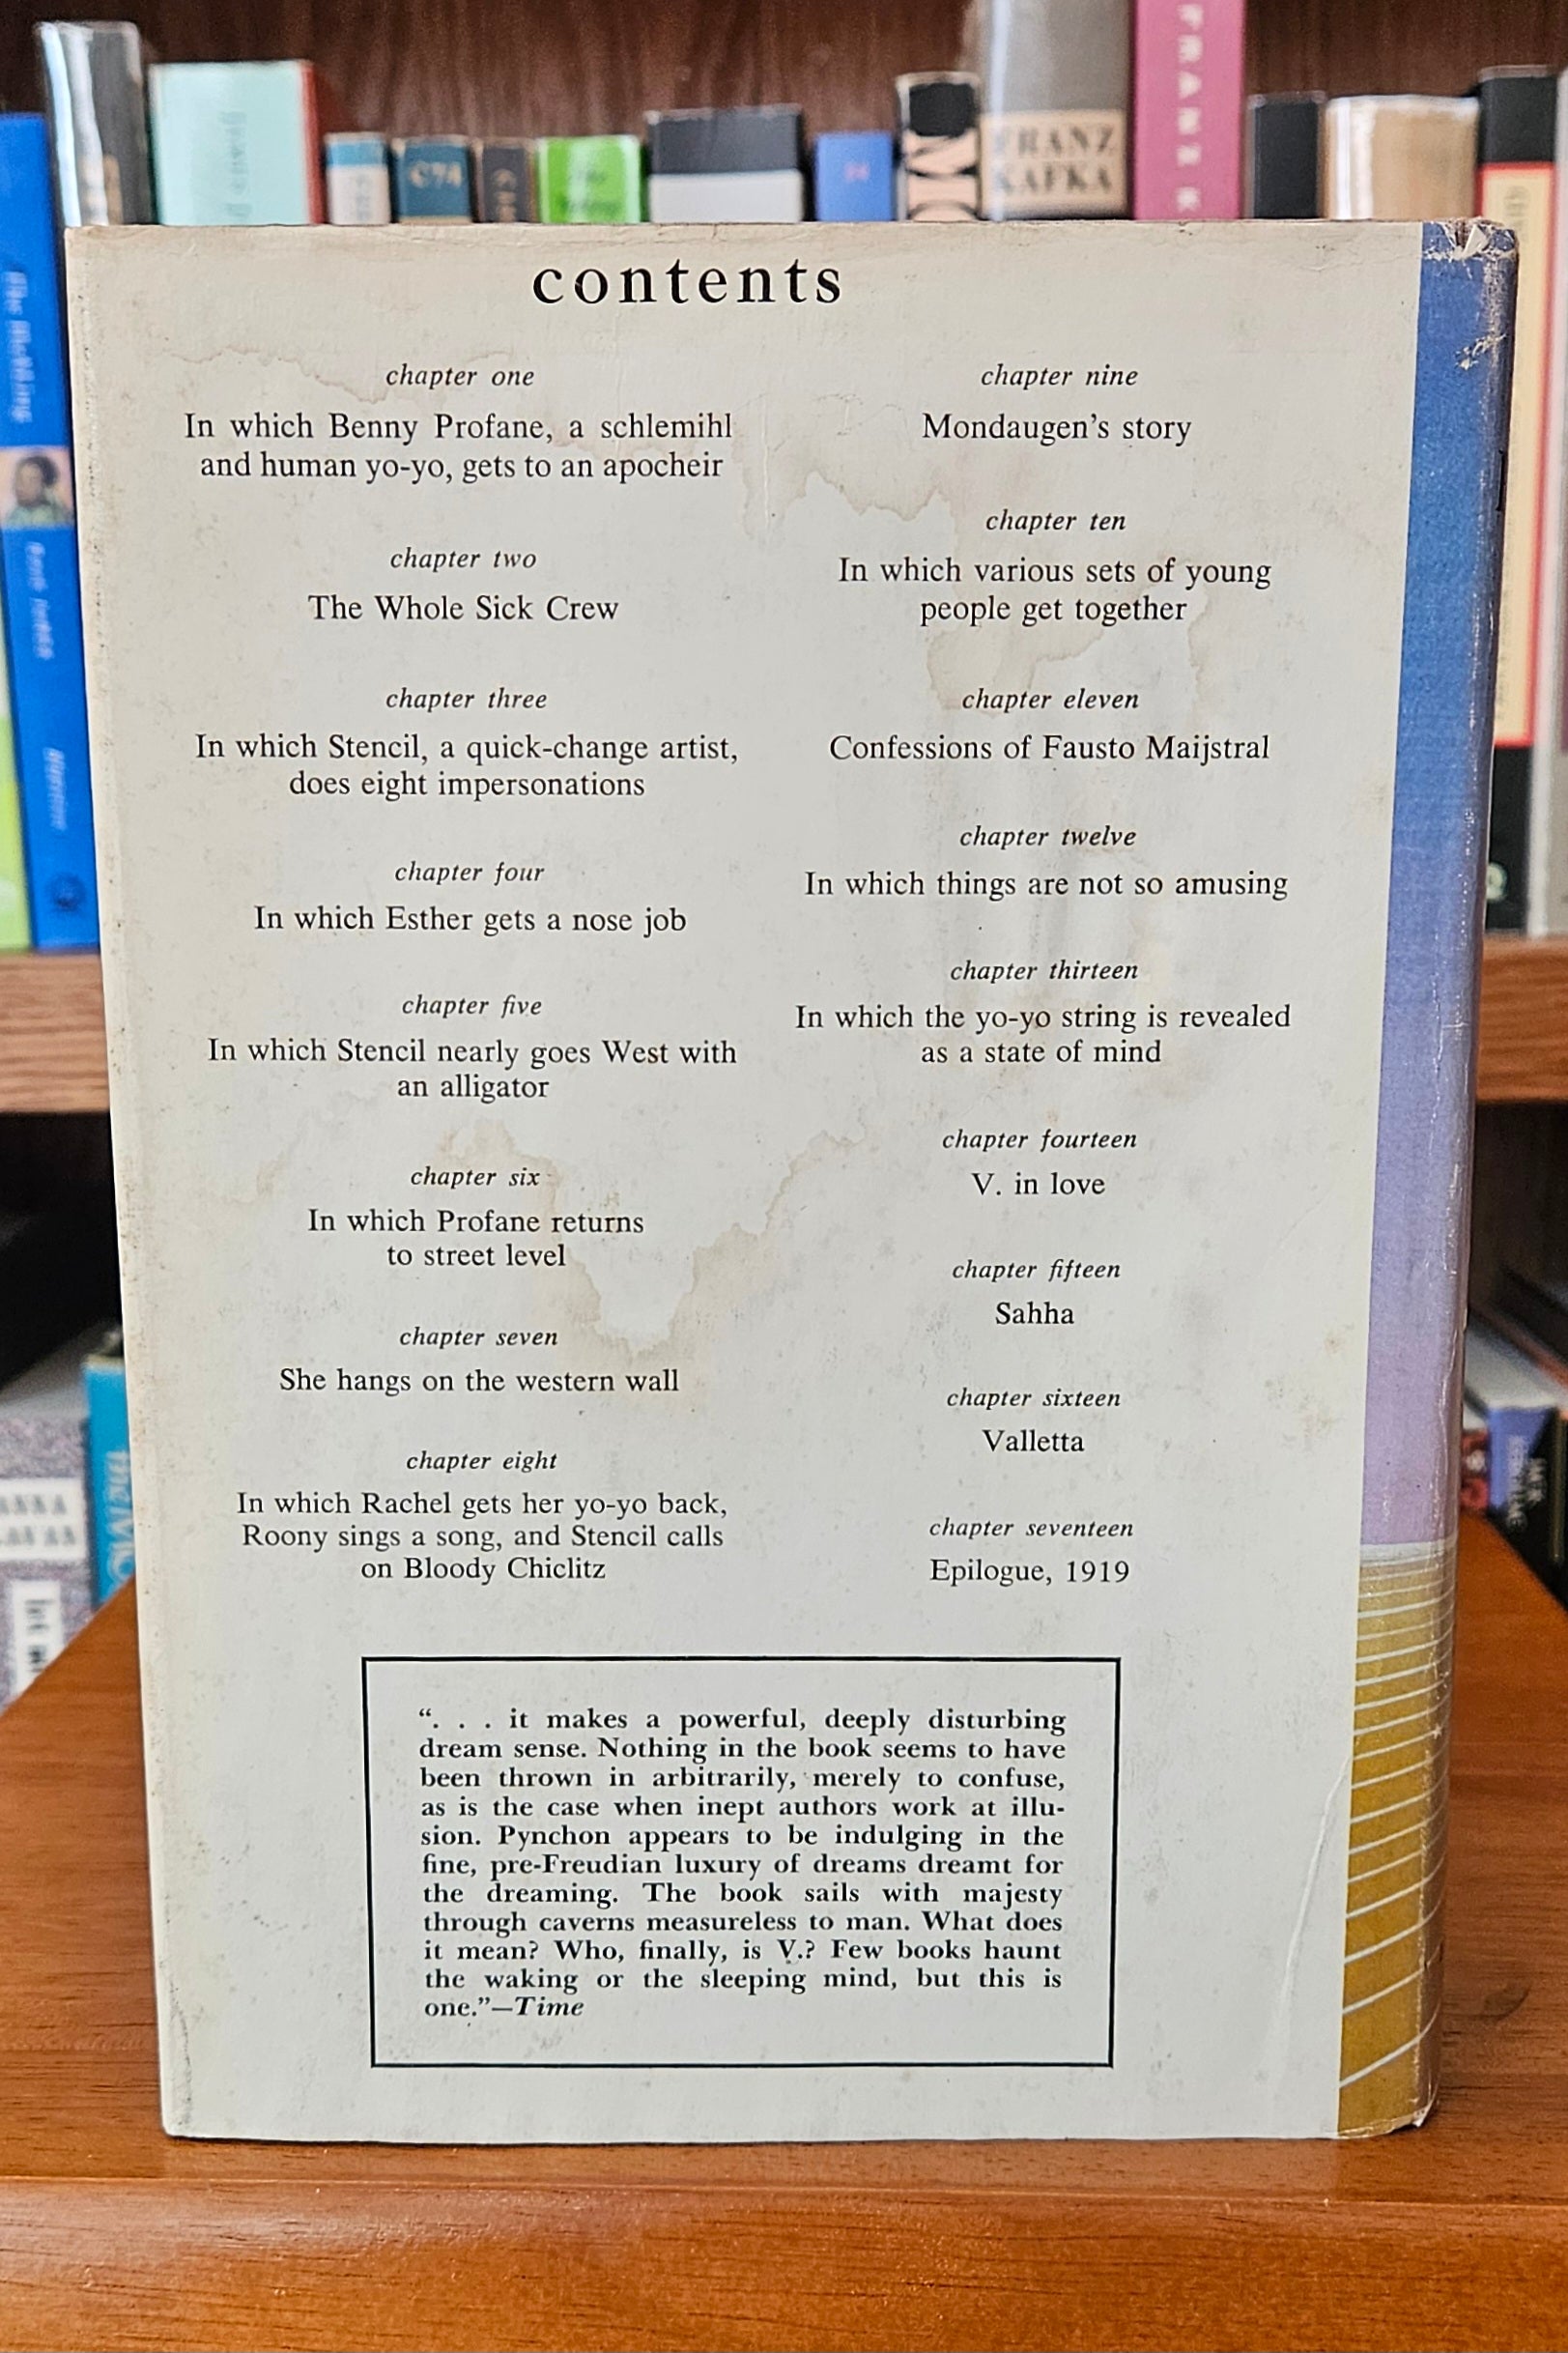 FRANZ
KAFKA
FRANZ K
C74
contents
chapter one
In which Benny Profane, a schlemihl
and human yo-yo, gets to an apocheir
chapter two
The Whole Sick Crew
chapter three
In which Stencil, a quick-change artist,
does eight impersonations
chapter four
In which Esther gets a nose job
chapter five
In which Stencil nearly goes West with
an alligator
chapter six
In which Profane returns
to street level
chapter seven
She hangs on the western wall
chapter eight
In which Rachel gets her yo-yo back,
Roony sings a song, and Stencil calls
on Bloody Chiclitz
chapter nine
Mondaugen's story
chapter ten
In which various sets of young
people get together
chapter eleven
Confessions of Fausto Maijstral
chapter twelve
In which things are not so amusing
chapter thirteen
In which the yo-yo string is revealed
as a state of mind
chapter fourteen
V. in love
chapter fifteen
Sahha
chapter sixteen
Valletta
chapter seventeen
Epilogue, 1919
“. . . it makes a powerful, deeply disturbing
dream sense. Nothing in the book seems to have
been thrown in arbitrarily, merely to confuse,
as is the case when inept authors work at illu-
sion. Pynchon appears to be indulging in the
fine, pre-Freudian luxury of dreams dreamt for
the dreaming. The book sails with majesty
through caverns measureless to man. What does
it mean? Who, finally, is V.? Few books haunt
the waking or the sleeping mind, but this is
one.”—Time